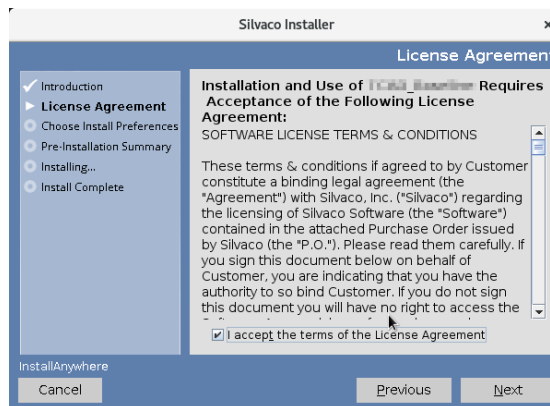 Silvaco Installer
License Agreement
Introduction
License Agreement
Choose Install Preferences
Pre-Installation Summary
Installing...
Install Complete
Installation and Use of Requires
Acceptance of the Following License
Agreement:
SOFTWARE LICENSE TERMS & CONDITIONS
These terms & conditions if agreed to by Customer
constitute a binding legal agreement (the
"Agreement") with Silvaco, Inc. ("Silvaco") regarding
the licensing of Silvaco Software (the "Software")
contained in the attached Purchase Order issued
by Silvaco (the "P.O."). Please read them carefully. If
you sign this document below on behalf of
Customer, you are indicating that you have the
authority to so bind Customer. If you do not sign
this document you will have no right to access the
I accept the terms of the License Agreement
InstallAnywhere
Cancel
Previous
Next